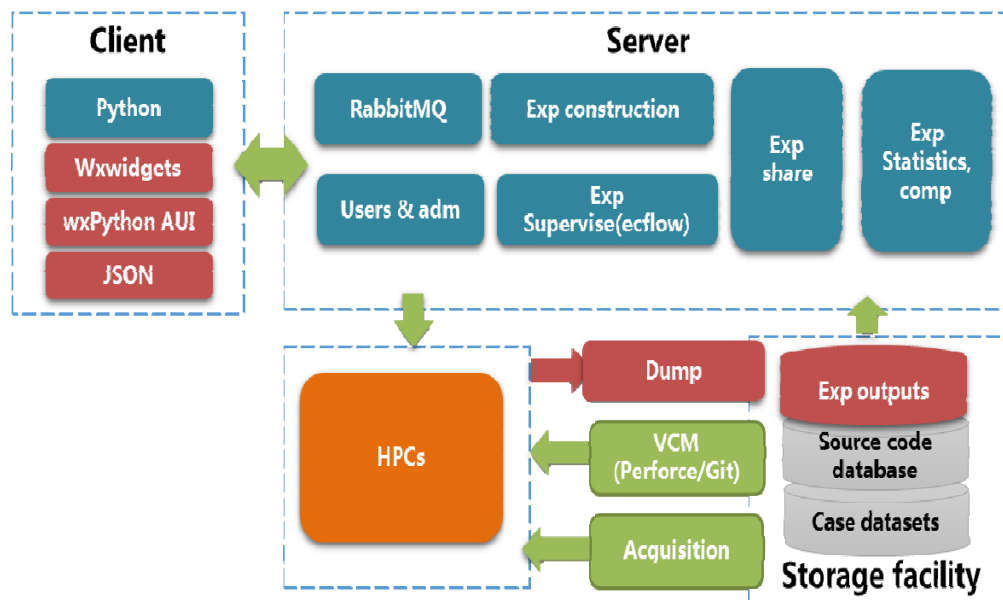 Client
Python
Wxwidgets
wxPython AUI
JSON
Server
RabbitMQ
Exp construction
Users & adm
Exp
Supervise(ecflow)
Exp
share
Exp
Statistics,
comp
HPCs
Dump
VCM
(Perforce/Git)
Acquisition
Exp outputs
Source code
database
Case datasets
Storage facility